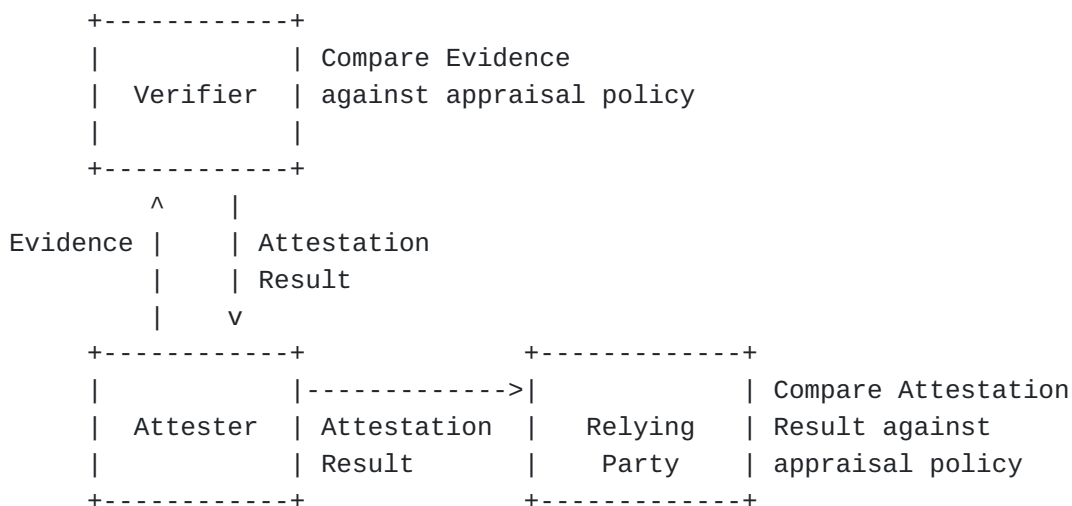 Compare Evidence
Verifier against appraisal policy
Evidence Attestation
Result
Compare Attestation
Attester Attestation Relying Result against
Result Party appraisal policy